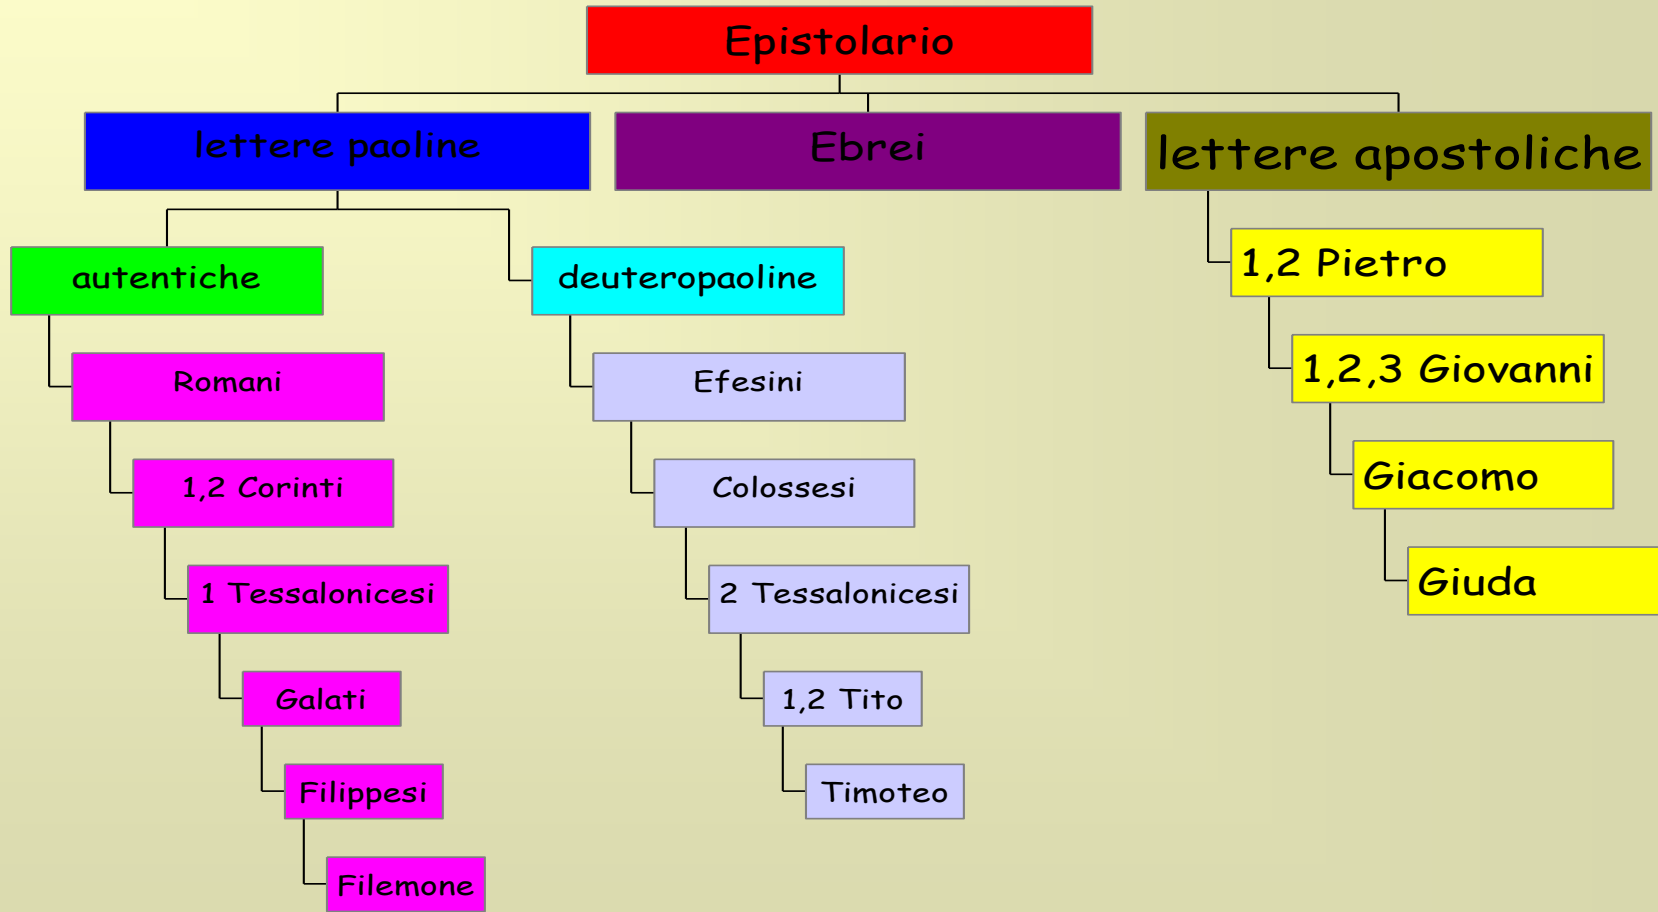 Epistolario
lettere paoline
Ebrei
lettere apostoliche
autentiche
Romani
1,2 Corinti
1 Tessalonicesi
Galati
Filippesi
Filemone
deuteropaoline
Efesini
Colossesi
2 Tessalonicesi
1,2 Tito
Timoteo
1,2 Pietro
1,2,3 Giovanni
Giacomo
Giuda